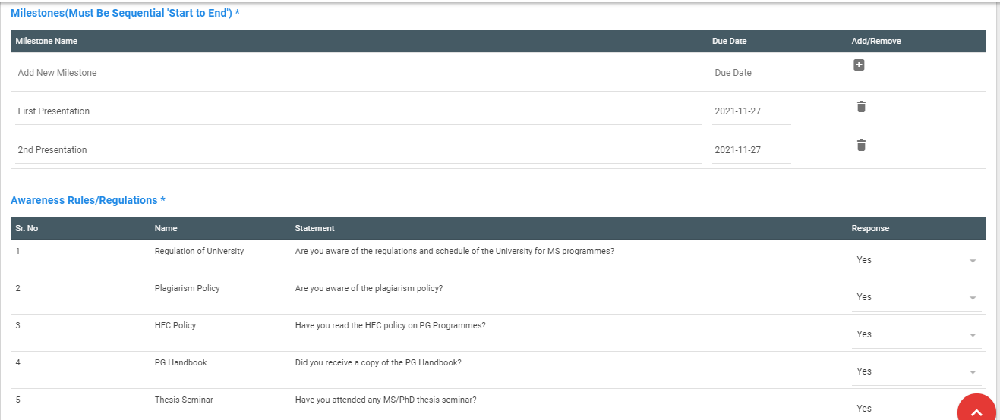 Milestones(Must Be Sequential 'Start to End') *
Milestone Name Due Date Add/Remove
Add New Milestone Due Date
First Presentation 2021-11-27
2nd Presentation 2021-11-27
Awareness Rules/Regulations *
Sr. No Name Statement Response
1 Regulation of University Are you aware of the regulations and schedule of the University for MS programmes? Yes
2 Plagiarism Policy Are you aware of the plagiarism policy? Yes
3 HEC Policy Have you read the HEC policy on PG Programmes? Yes
4 PG Handbook Did you receive a copy of the PG Handbook? Yes
5 Thesis Seminar Have you attended any MS/PhD thesis seminar? Yes